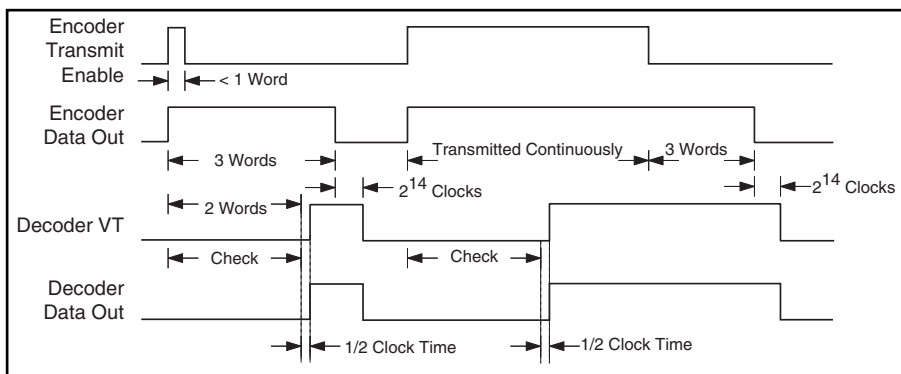 Encoder
Transmit
Enable
< 1 Word
Encoder
Data Out
3 Words
Transmitted Continuously
3 Words
2^14 Clocks
2^14 Clocks
2 Words
Decoder VT
Check
Check
Decoder
Data Out
1/2 Clock Time
1/2 Clock Time